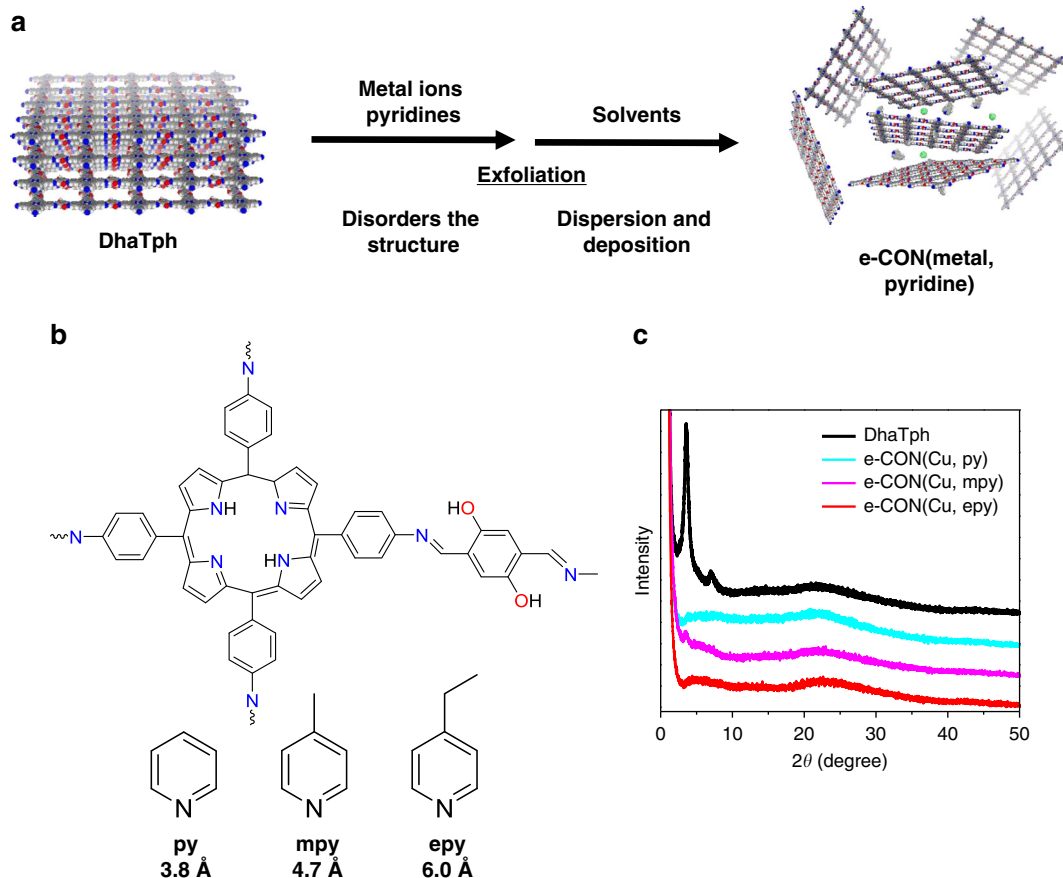 a
DhaTph
Metal ions
pyridines
Solvents
Exfoliation
Disorders the
structure
Dispersion and
deposition
e-CON(metal,
pyridine)
b
N
N
NH
N
N
HN
N
HO
OH
N
N
N
N
N
py
3.8 Å
mpy
4.7 Å
epy
6.0 Å
c
DhaTph
e-CON(Cu, py)
e-CON(Cu, mpy)
e-CON(Cu, epy)
Intensity
0 10 20 30 40 50
2θ (degree)